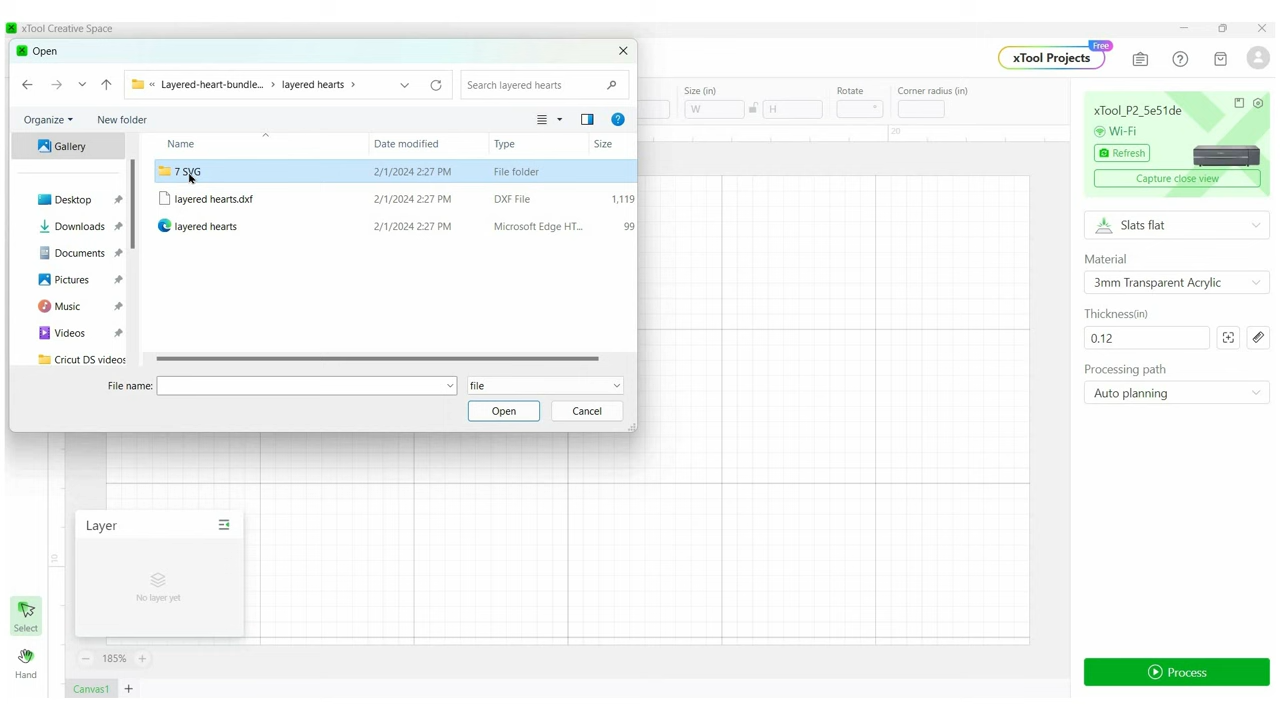 xTool Creative Space
Open
xTool Projects
Free
« Layered-heart-bundle... > layered hearts >
Search layered hearts
Organize
New folder
Size (in)
W
H
Rotate
°
Corner radius (in)
20
Name
Date modified
Type
Size
Gallery
7 SVG
2/1/2024 2:27 PM
File folder
layered hearts.dxf
2/1/2024 2:27 PM
DXF File
1,119
layered hearts
2/1/2024 2:27 PM
Microsoft Edge HT...
99
Desktop
Downloads
Documents
Pictures
Music
Videos
Cricut DS videos
File name:
file
Open
Cancel
xTool_P2_5e51de
Wi-Fi
Refresh
Capture close view
Slats flat
Material
3mm Transparent Acrylic
Thickness(in)
0.12
Processing path
Auto planning
Layer
No layer yet
10
Select
Hand
185%
Canvas1
Process